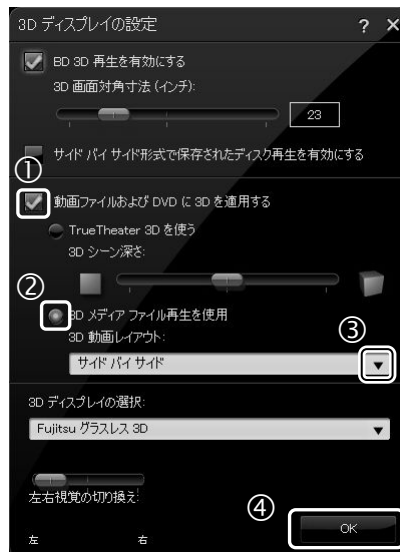 3D ディスプレイの設定 ? ×
BD 3D 再生を有効にする
3D 画面対角寸法 (インチ):
23
サイド バイ サイド形式で保存されたディスク再生を有効にする
①
動画ファイルおよび DVD に 3D を適用する
TrueTheater 3D を使う
3D シーン深さ:
②
3D メディア ファイル再生を使用
③
3D 動画レイアウト:
サイド バイ サイド
3D ディスプレイの選択:
Fujitsu グラスレス 3D
左右視覚の切り換え:
④
OK
左 右